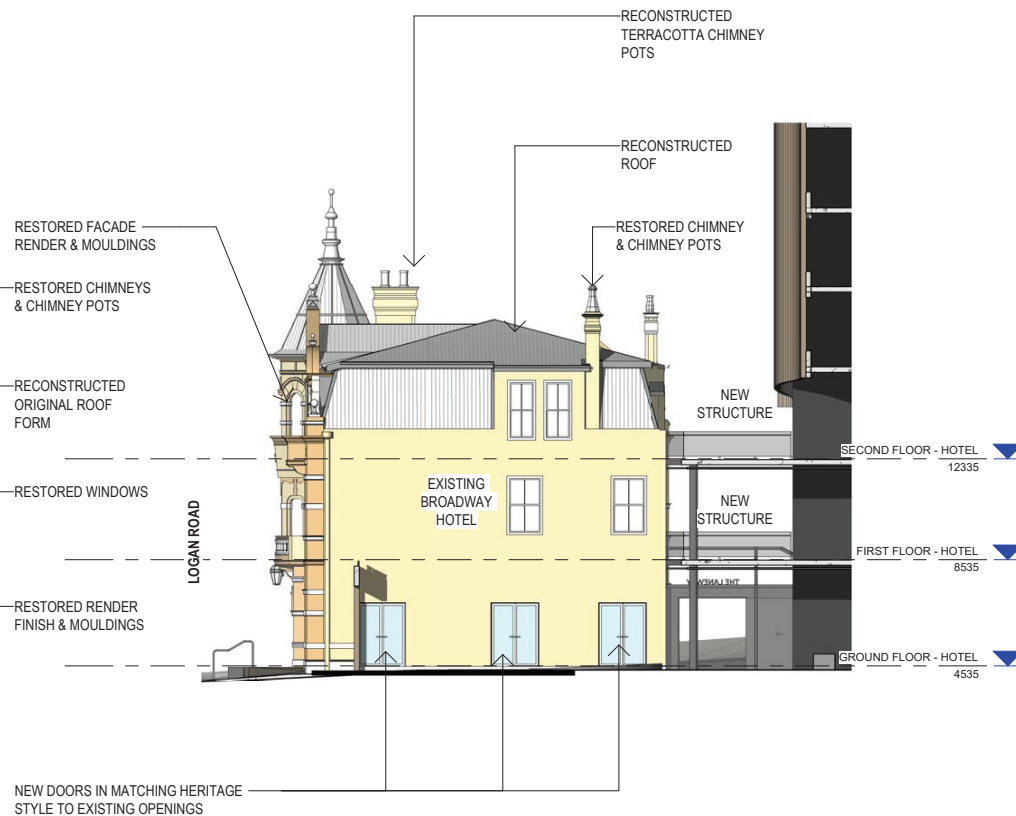 RECONSTRUCTED
TERRACOTTA CHIMNEY
POTS
RECONSTRUCTED
ROOF
RESTORED FACADE
RENDER & MOULDINGS
RESTORED CHIMNEY
& CHIMNEY POTS
RESTORED CHIMNEYS
& CHIMNEY POTS
RECONSTRUCTED
ORIGINAL ROOF
FORM
NEW
STRUCTURE
SECOND FLOOR - HOTEL
12335
RESTORED WINDOWS
EXISTING
BROADWAY
HOTEL
NEW
STRUCTURE
LOGAN ROAD
FIRST FLOOR - HOTEL
8535
THE LANEWAY
RESTORED RENDER
FINISH & MOULDINGS
GROUND FLOOR - HOTEL
4535
NEW DOORS IN MATCHING HERITAGE
STYLE TO EXISTING OPENINGS